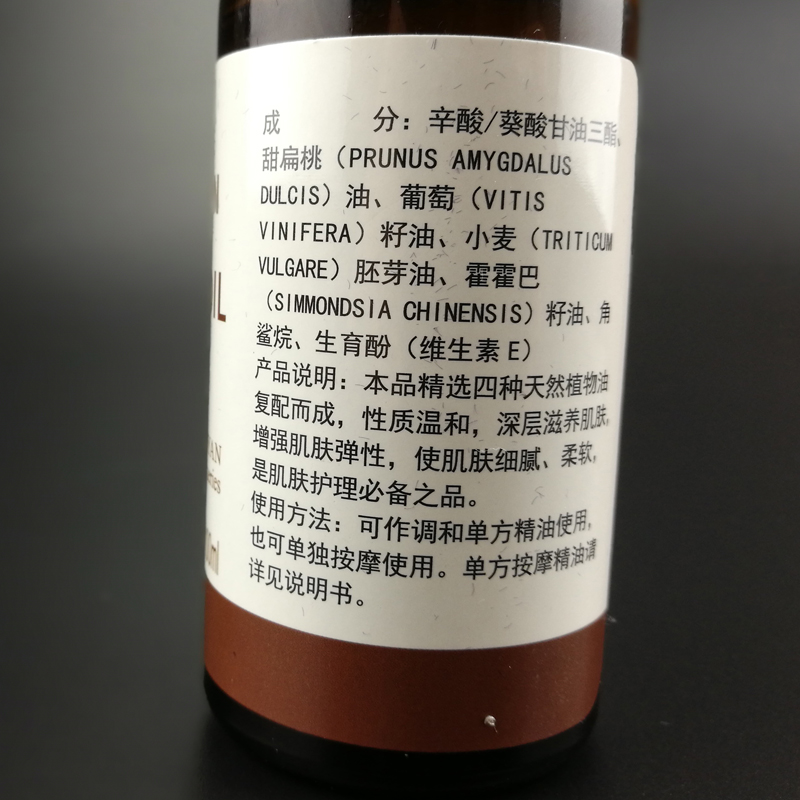 成 分：辛酸/葵酸甘油三酯、
甜扁桃（PRUNUS AMYGDALUS
DULCIS）油、葡萄（VITIS
VINIFERA）籽油、小麦（TRITICUM
VULGARE）胚芽油、霍霍巴
（SIMMONDSIA CHINENSIS）籽油、角
鲨烷、生育酚（维生素E）
产品说明：本品精选四种天然植物油
复配而成，性质温和，深层滋养肌肤，
增强肌肤弹性，使肌肤细腻、柔软，
是肌肤护理必备之品。
使用方法：可作调和单方精油使用，
也可单独按摩使用。单方按摩精油请
详见说明书。